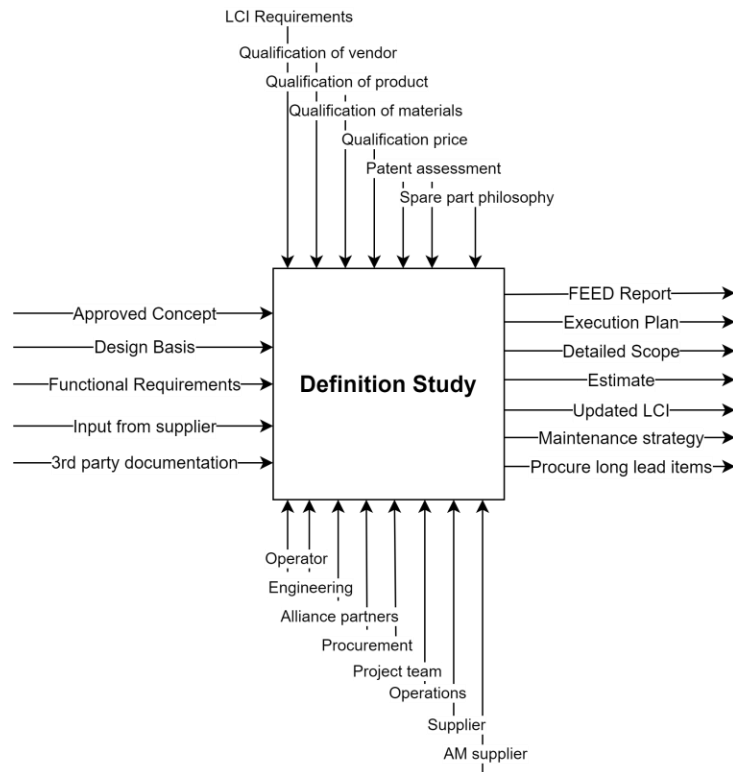 LCI Requirements
Qualification of vendor
Qualification of product
Qualification of materials
Qualification price
Patent assessment
Spare part philosophy
Approved Concept
Design Basis
Functional Requirements
Input from supplier
3rd party documentation
Definition Study
FEED Report
Execution Plan
Detailed Scope
Estimate
Updated LCI
Maintenance strategy
Procure long lead items
Operator
Engineering
Alliance partners
Procurement
Project team
Operations
Supplier
AM supplier